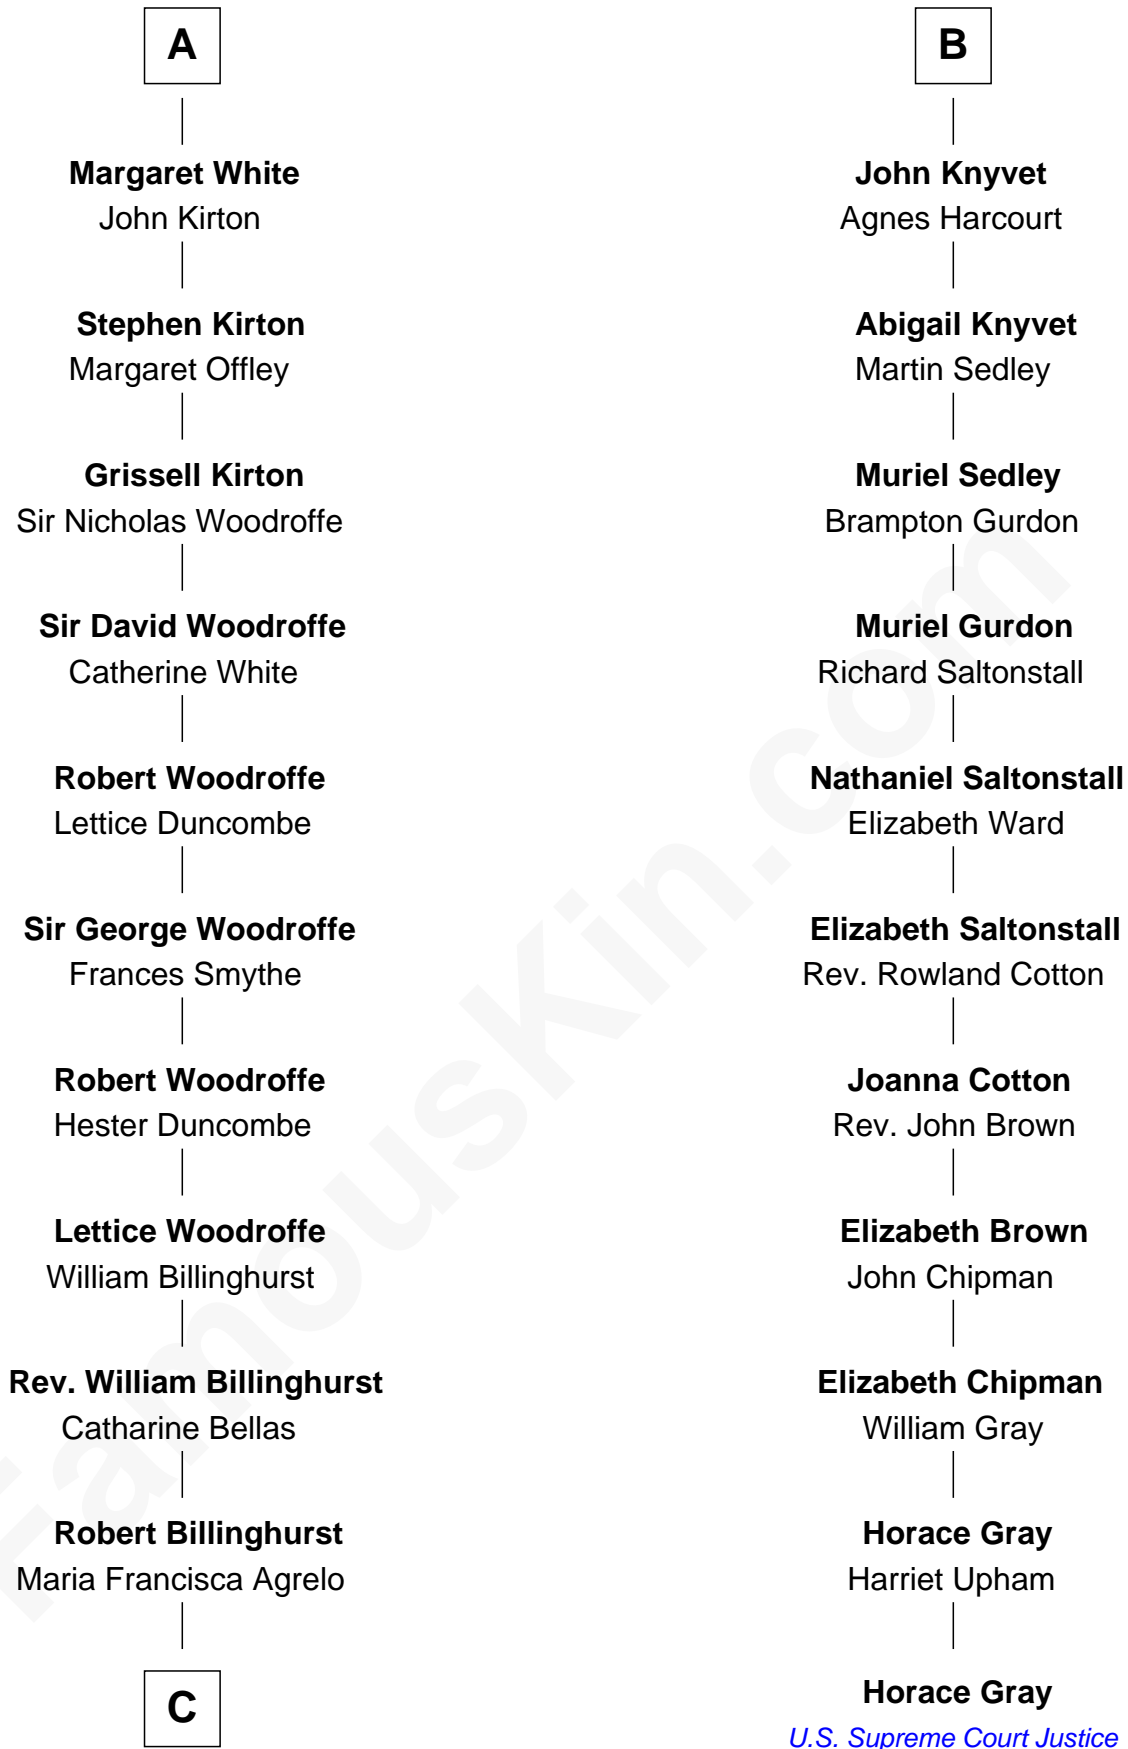 A
Margaret White
John Kirton
Stephen Kirton
Margaret Offley
Grissell Kirton
Sir Nicholas Woodroffe
Sir David Woodroffe
Catherine White
Robert Woodroffe
Lettice Duncombe
Sir George Woodroffe
Frances Smythe
Robert Woodroffe
Hester Duncombe
Lettice Woodroffe
William Billinghurst
Rev. William Billinghurst
Catharine Bellas
Robert Billinghurst
Maria Francisca Agrelo
C
B
John Knyvet
Agnes Harcourt
Abigail Knyvet
Martin Sedley
Muriel Sedley
Brampton Gurdon
Muriel Gurdon
Richard Saltonstall
Nathaniel Saltonstall
Elizabeth Ward
Elizabeth Saltonstall
Rev. Rowland Cotton
Joanna Cotton
Rev. John Brown
Elizabeth Brown
John Chipman
Elizabeth Chipman
William Gray
Horace Gray
Harriet Upham
Horace Gray
U.S. Supreme Court Justice
FamousKin.com